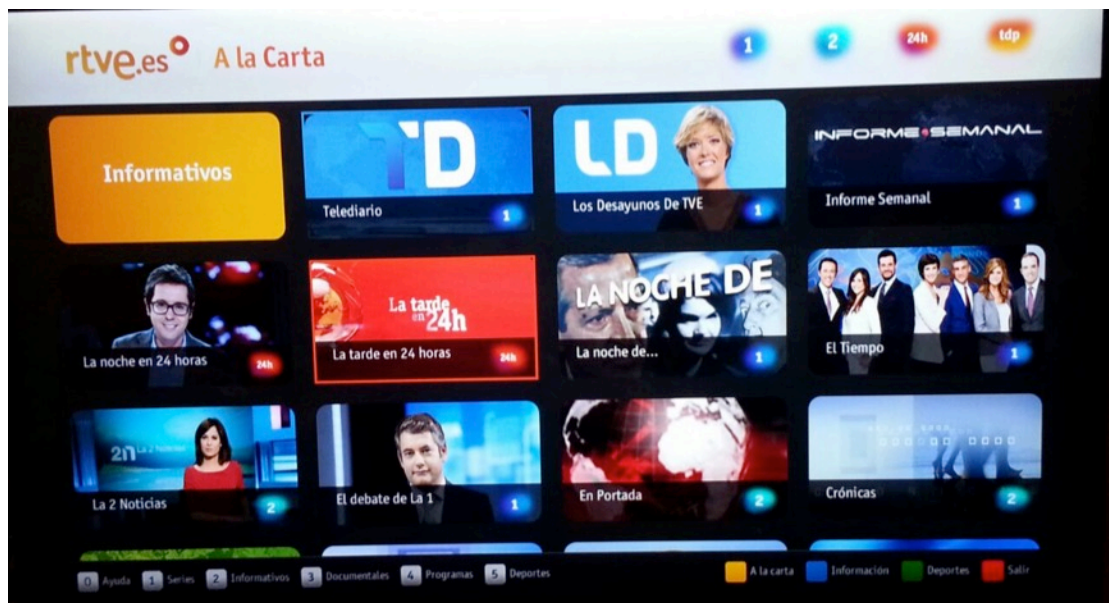 rtve.es A la Carta
1 2 24h tdp
Informativos
TD
Telediario 1
LD
Los Desayunos De TVE 1
INFORME SEMANAL
Informe Semanal 1
La noche en 24 horas 24h
La tarde
en 24h
La tarde en 24 horas 24h
LA NOCHE DE
La noche de... 1
El Tiempo 1
2n La 2 Noticias
La 2 Noticias 2
El debate de La 1 1
En Portada 2
Crónicas 2
0 Ayuda 1 Series 2 Informativos 3 Documentales 4 Programas 5 Deportes
A la carta Información Deportes Salir